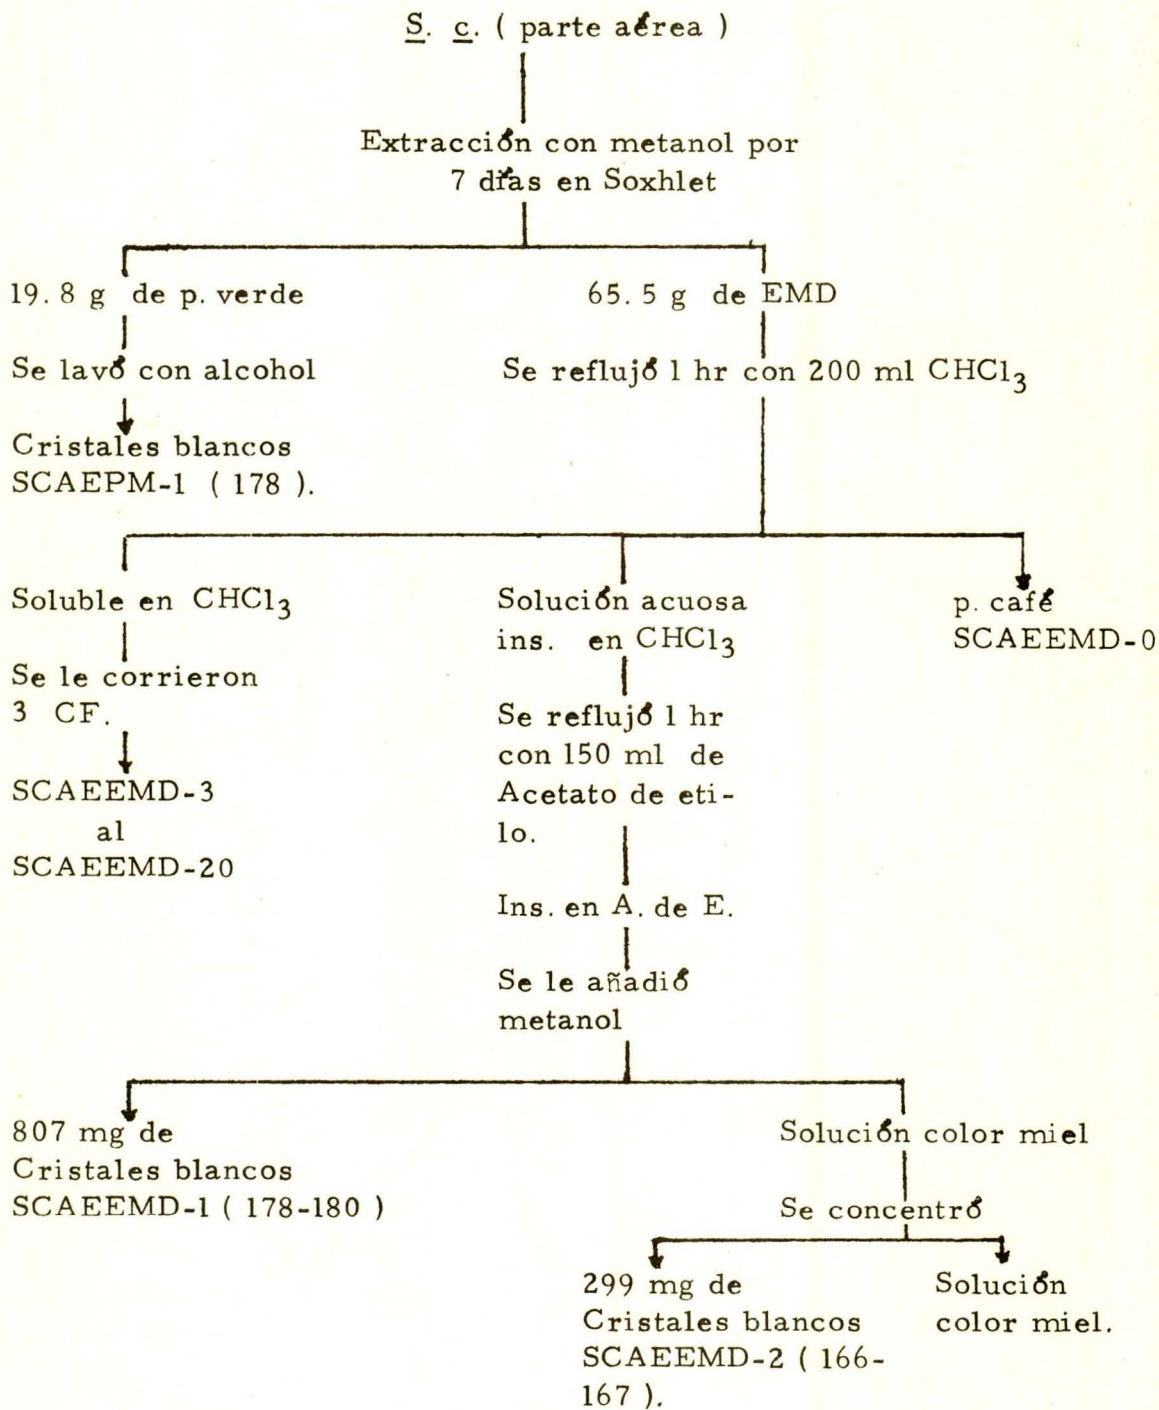 S. c. ( parte aérea )
Extracción con metanol por
7 días en Soxhlet
19.8 g de p. verde
65.5 g de EMD
Se lavó con alcohol
Se reflujó 1 hr con 200 ml CHCl3
Cristales blancos
SCAEPM-1 ( 178 ).
Soluble en CHCl3
Se le corrieron
3 CF.
SCAEEMD-3
al
SCAEEMD-20
Solución acuosa
ins. en CHCl3
Se reflujó 1 hr
con 150 ml de
Acetato de eti-
lo.
Ins. en A. de E.
Se le añadió
metanol
p. café
SCAEEMD-0
807 mg de
Cristales blancos
SCAEEMD-1 ( 178-180 )
Solución color miel
Se concentró
299 mg de
Cristales blancos
SCAEEMD-2 ( 166-
167 ).
Solución
color miel.